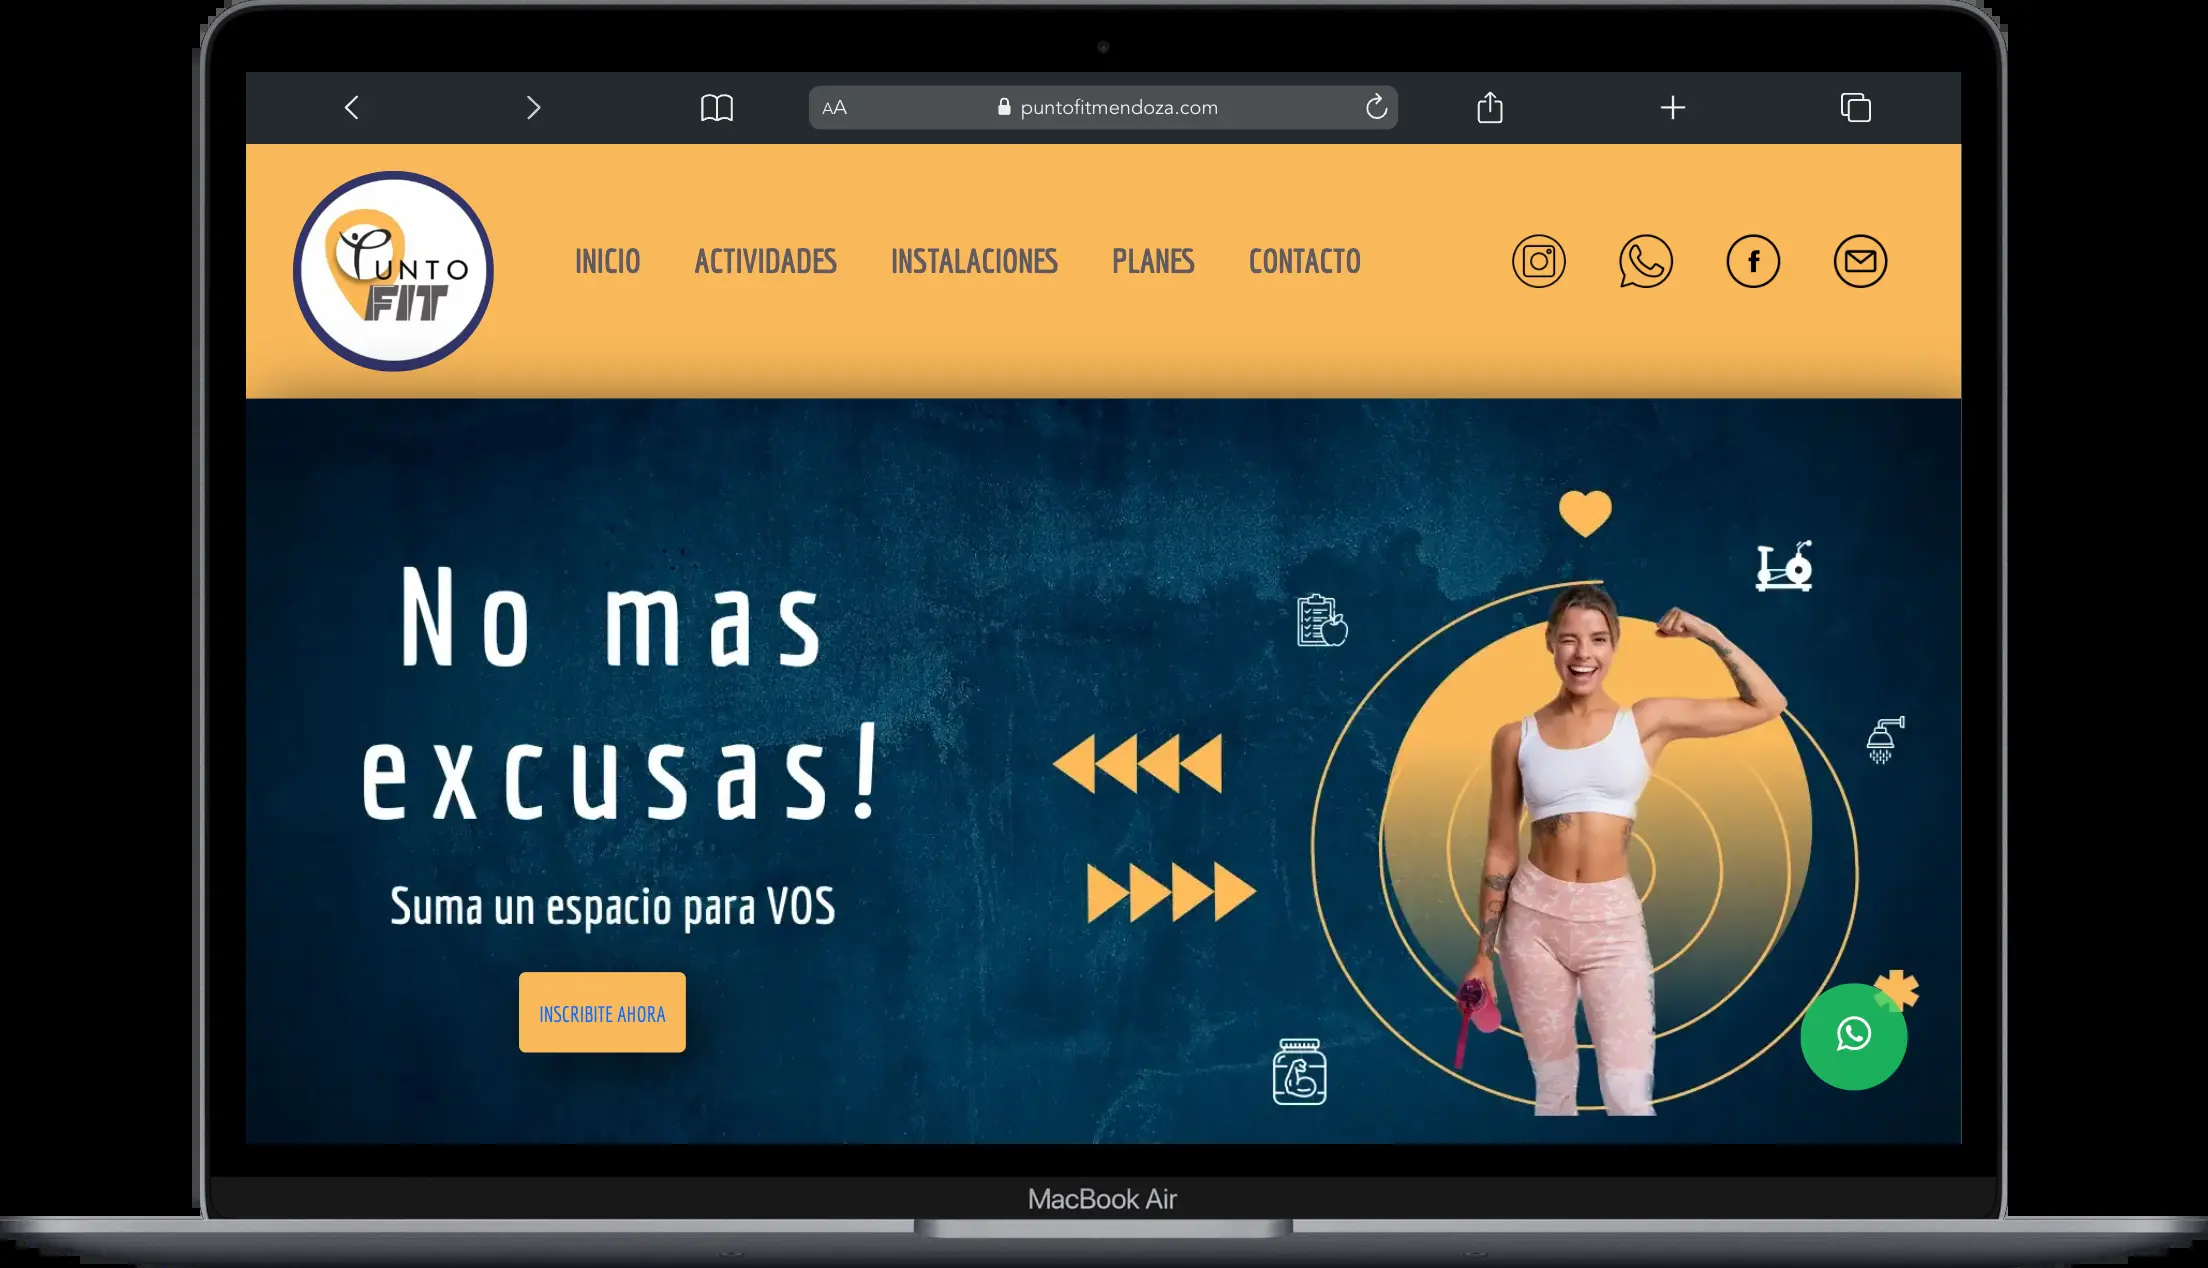 AA
puntofitmendoza.com
PUNTO
FIT
INICIO ACTIVIDADES INSTALACIONES PLANES CONTACTO
No mas
excusas!
Suma un espacio para VOS
INSCRIBITE AHORA
MacBook Air